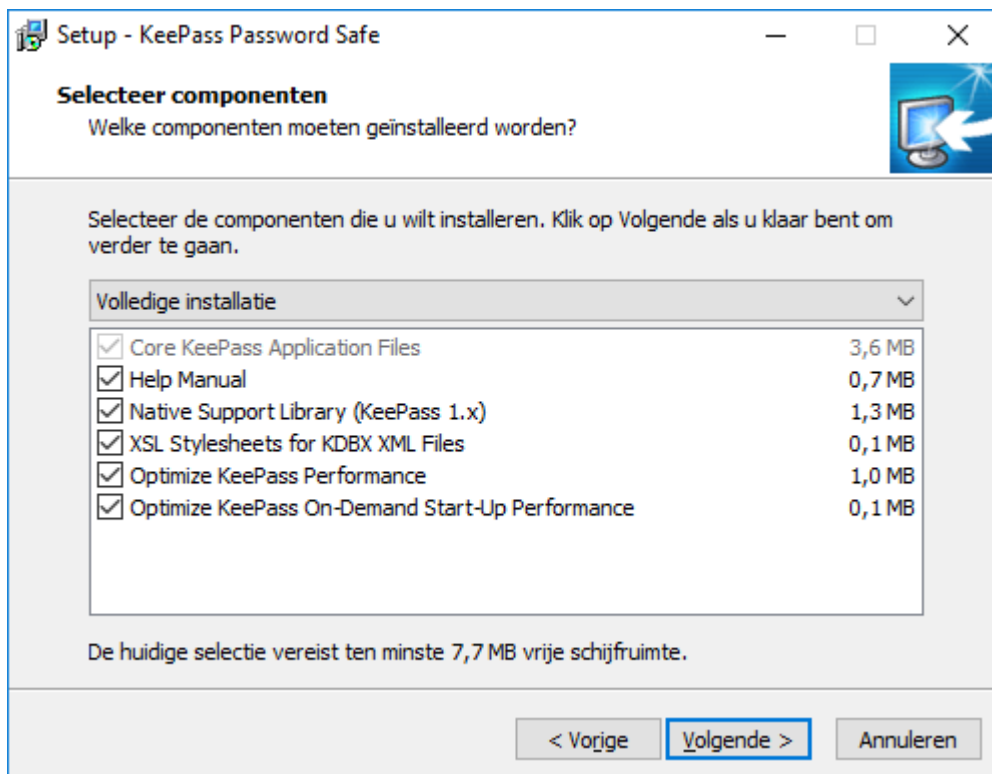 Setup - KeePass Password Safe
Selecteer componenten
Welke componenten moeten geïnstalleerd worden?
Selecteer de componenten die u wilt installeren. Klik op Volgende als u klaar bent om
verder te gaan.
Volledige installatie
Core KeePass Application Files 3,6 MB
Help Manual 0,7 MB
Native Support Library (KeePass 1.x) 1,3 MB
XSL Stylesheets for KDBX XML Files 0,1 MB
Optimize KeePass Performance 1,0 MB
Optimize KeePass On-Demand Start-Up Performance 0,1 MB
De huidige selectie vereist ten minste 7,7 MB vrije schijfruimte.
< Vorige Volgende > Annuleren